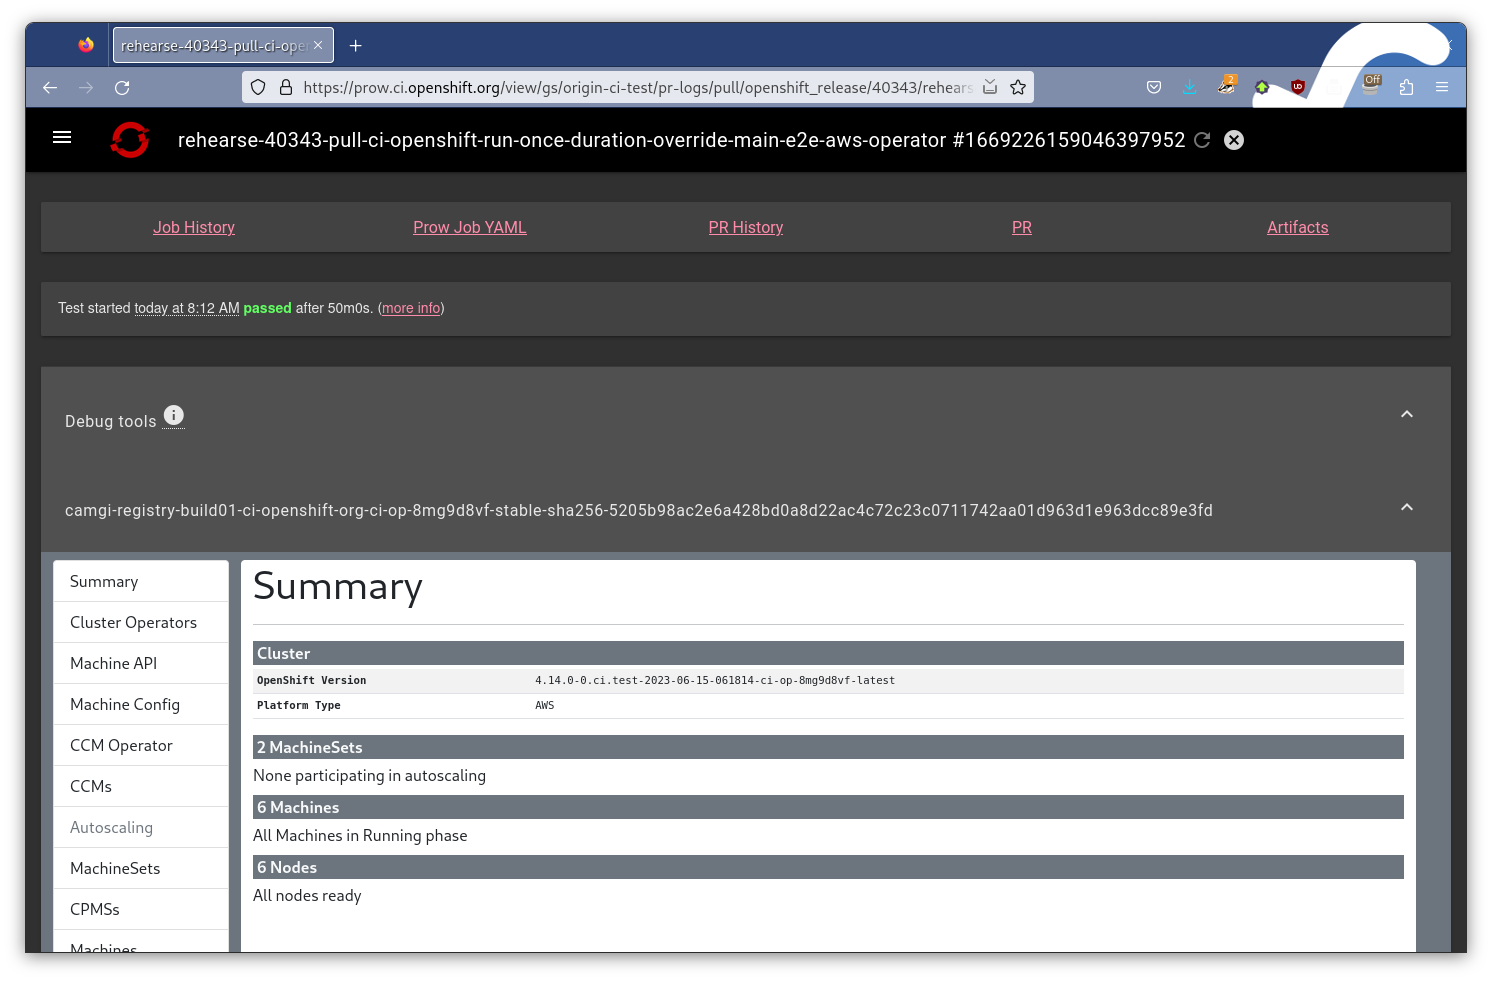 rehearse-40343-pull-ci-ope
https://prow.ci.openshift.org/view/gs/origin-ci-test/pr-logs/pull/openshift_release/40343/rehears
2
Off
rehearse-40343-pull-ci-openshift-run-once-duration-override-main-e2e-aws-operator #1669226159046397952
Job History Prow Job YAML PR History PR Artifacts
Test started today at 8:12 AM passed after 50m0s. (more info)
Debug tools
camgi-registry-build01-ci-openshift-org-ci-op-8mg9d8vf-stable-sha256-5205b98ac2e6a428bd0a8d22ac4c72c23c0711742aa01d963d1e963dcc89e3fd
Summary
Cluster Operators
Machine API
Machine Config
CCM Operator
CCMs
Autoscaling
MachineSets
CPMSs
Machines
Summary
Cluster
OpenShift Version 4.14.0-0.ci.test-2023-06-15-061814-ci-op-8mg9d8vf-latest
Platform Type AWS
2 MachineSets
None participating in autoscaling
6 Machines
All Machines in Running phase
6 Nodes
All nodes ready